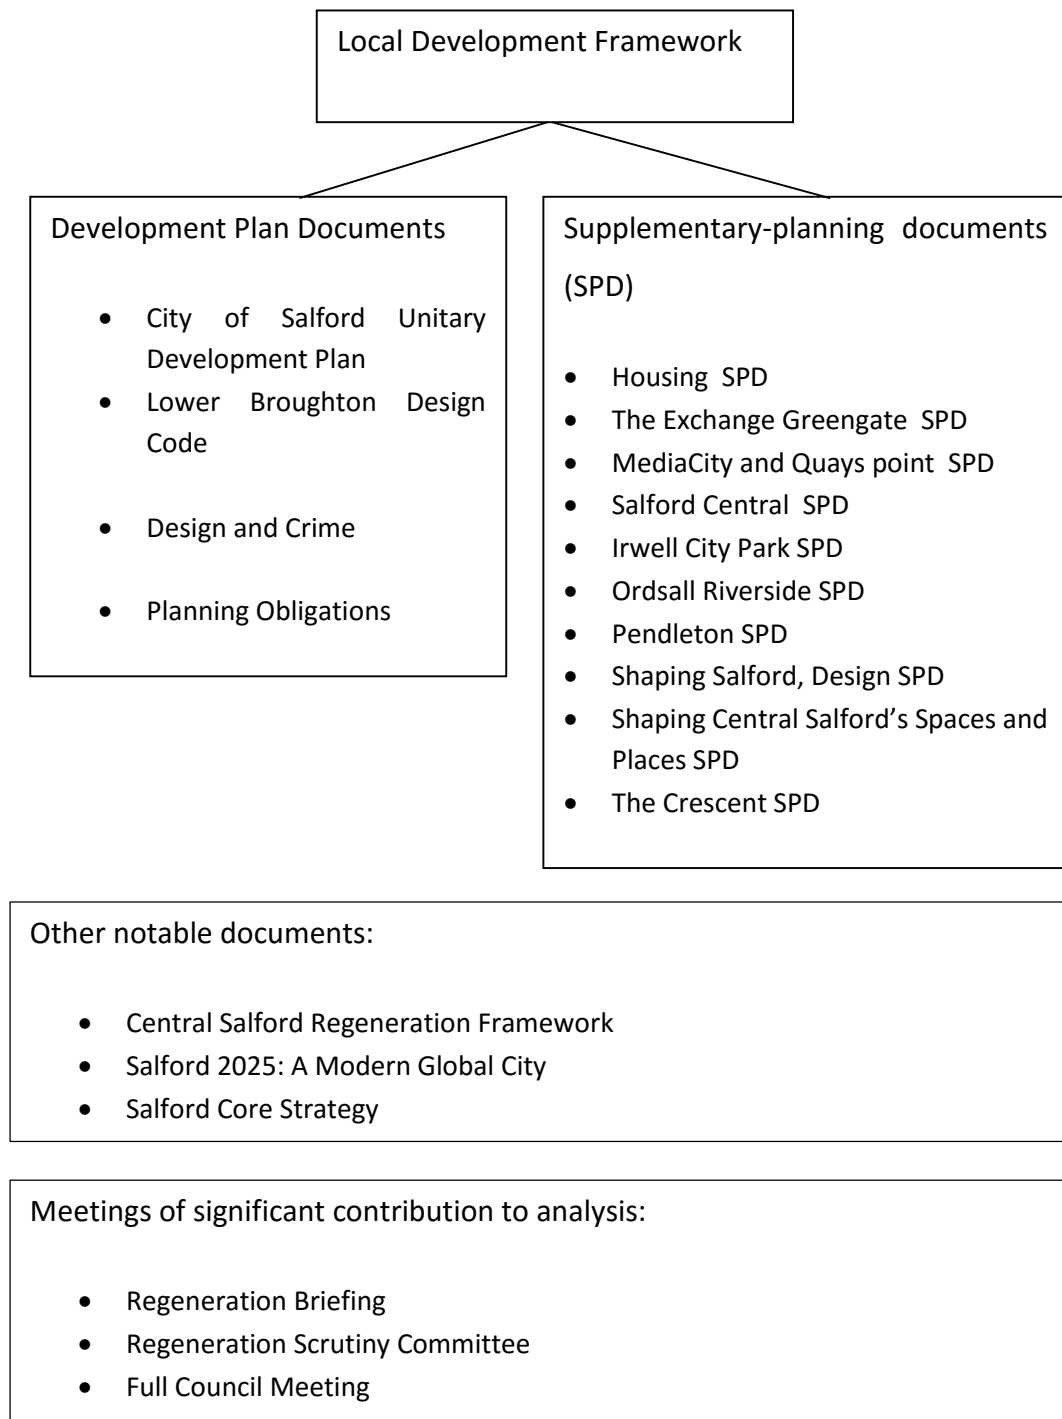 Local Development Framework
Development Plan Documents
• City of Salford Unitary
Development Plan
• Lower Broughton Design
Code
• Design and Crime
• Planning Obligations
Supplementary-planning documents
(SPD)
• Housing SPD
• The Exchange Greengate SPD
• MediaCity and Quays point SPD
• Salford Central SPD
• Irwell City Park SPD
• Ordsall Riverside SPD
• Pendleton SPD
• Shaping Salford, Design SPD
• Shaping Central Salford’s Spaces and
Places SPD
• The Crescent SPD
Other notable documents:
• Central Salford Regeneration Framework
• Salford 2025: A Modern Global City
• Salford Core Strategy
Meetings of significant contribution to analysis:
• Regeneration Briefing
• Regeneration Scrutiny Committee
• Full Council Meeting